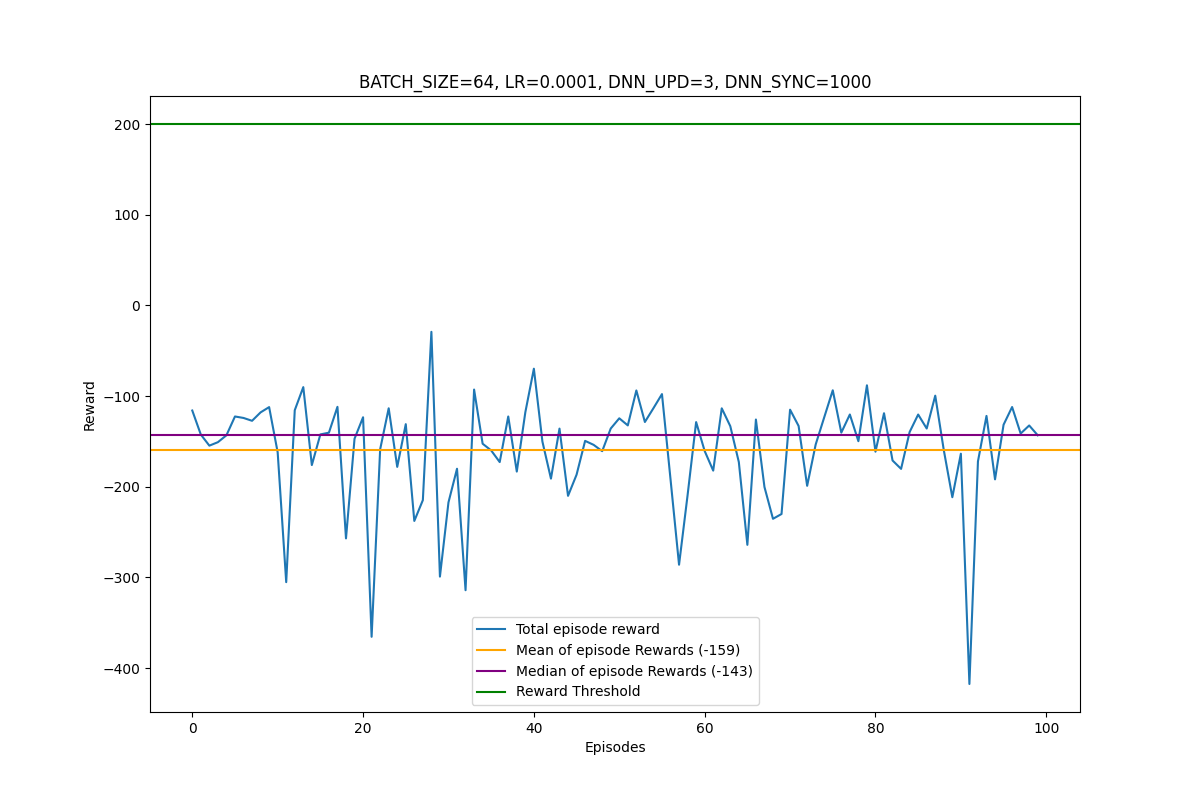 BATCH_SIZE=64, LR=0.0001, DNN_UPD=3, DNN_SYNC=1000
200
100
0
−100
−200
−300
−400
Reward
Total episode reward
Mean of episode Rewards (-159)
Median of episode Rewards (-143)
Reward Threshold
0 20 40 60 80 100
Episodes